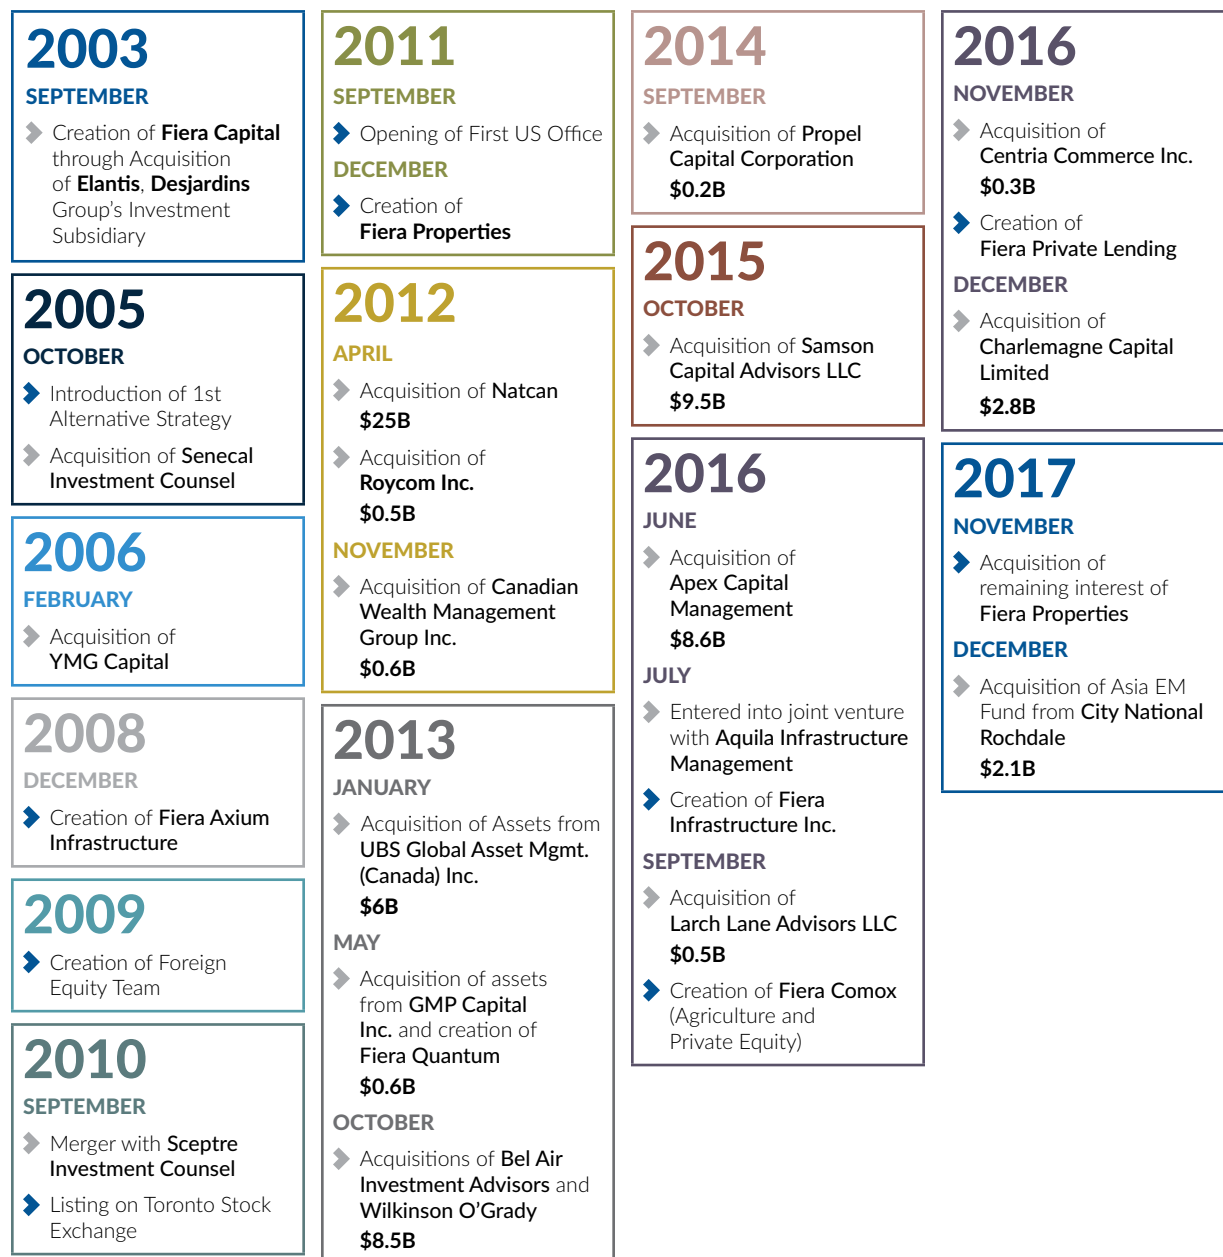 2003
SEPTEMBER
Creation of Fiera Capital
through Acquisition
of Elantis, Desjardins
Group's Investment
Subsidiary
2005
OCTOBER
Introduction of 1st
Alternative Strategy
Acquisition of Senecal
Investment Counsel
2006
FEBRUARY
Acquisition of
YMG Capital
2008
DECEMBER
Creation of Fiera Axium
Infrastructure
2009
Creation of Foreign
Equity Team
2010
SEPTEMBER
Merger with Sceptre
Investment Counsel
Listing on Toronto Stock
Exchange
2011
SEPTEMBER
Opening of First US Office
DECEMBER
Creation of
Fiera Properties
2012
APRIL
Acquisition of Natcan
$25B
Acquisition of
Roycom Inc.
$0.5B
NOVEMBER
Acquisition of Canadian
Wealth Management
Group Inc.
$0.6B
2013
JANUARY
Acquisition of Assets from
UBS Global Asset Mgmt.
(Canada) Inc.
$6B
MAY
Acquisition of assets
from GMP Capital
Inc. and creation of
Fiera Quantum
$0.6B
OCTOBER
Acquisitions of Bel Air
Investment Advisors and
Wilkinson O'Grady
$8.5B
2014
SEPTEMBER
Acquisition of Propel
Capital Corporation
$0.2B
2015
OCTOBER
Acquisition of Samson
Capital Advisors LLC
$9.5B
2016
JUNE
Acquisition of
Apex Capital
Management
$8.6B
JULY
Entered into joint venture
with Aquila Infrastructure
Management
Creation of Fiera
Infrastructure Inc.
SEPTEMBER
Acquisition of
Larch Lane Advisors LLC
$0.5B
Creation of Fiera Comox
(Agriculture and
Private Equity)
2016
NOVEMBER
Acquisition of
Centria Commerce Inc.
$0.3B
Creation of
Fiera Private Lending
DECEMBER
Acquisition of
Charlemagne Capital
Limited
$2.8B
2017
NOVEMBER
Acquisition of
remaining interest of
Fiera Properties
DECEMBER
Acquisition of Asia EM
Fund from City National
Rochdale
$2.1B